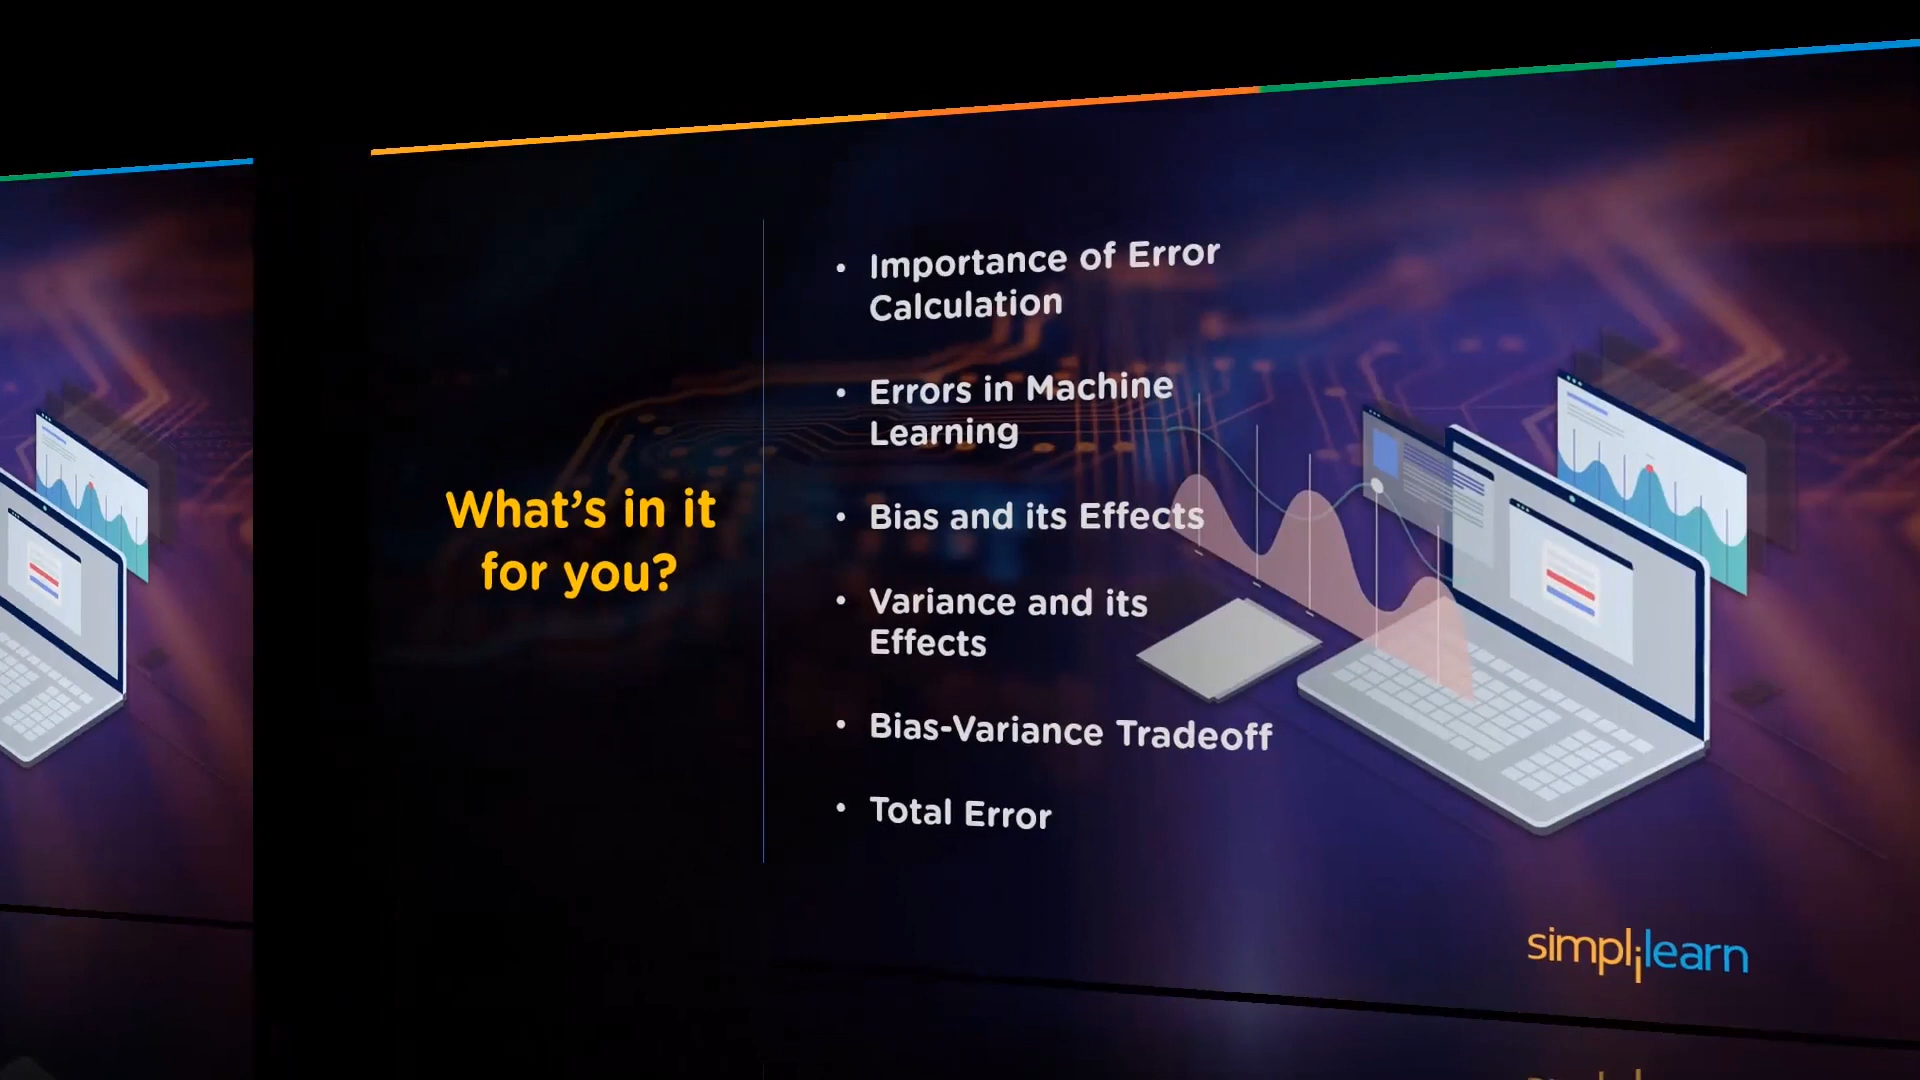 What's in it
for you?
• Importance of Error
Calculation
• Errors in Machine
Learning
• Bias and its Effects
• Variance and its
Effects
• Bias-Variance Tradeoff
• Total Error
simplilearn